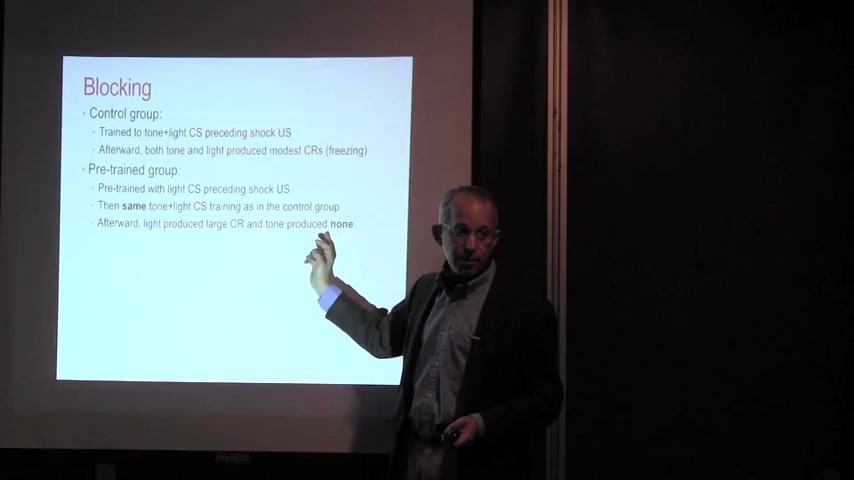 Blocking
• Control group:
• Trained to tone+light CS preceding shock US
• Afterward, both tone and light produced modest CRs (freezing)
• Pre-trained group:
• Pre-trained with light CS preceding shock US
• Then same tone+light CS training as in the control group
• Afterward, light produced large CR and tone produced none